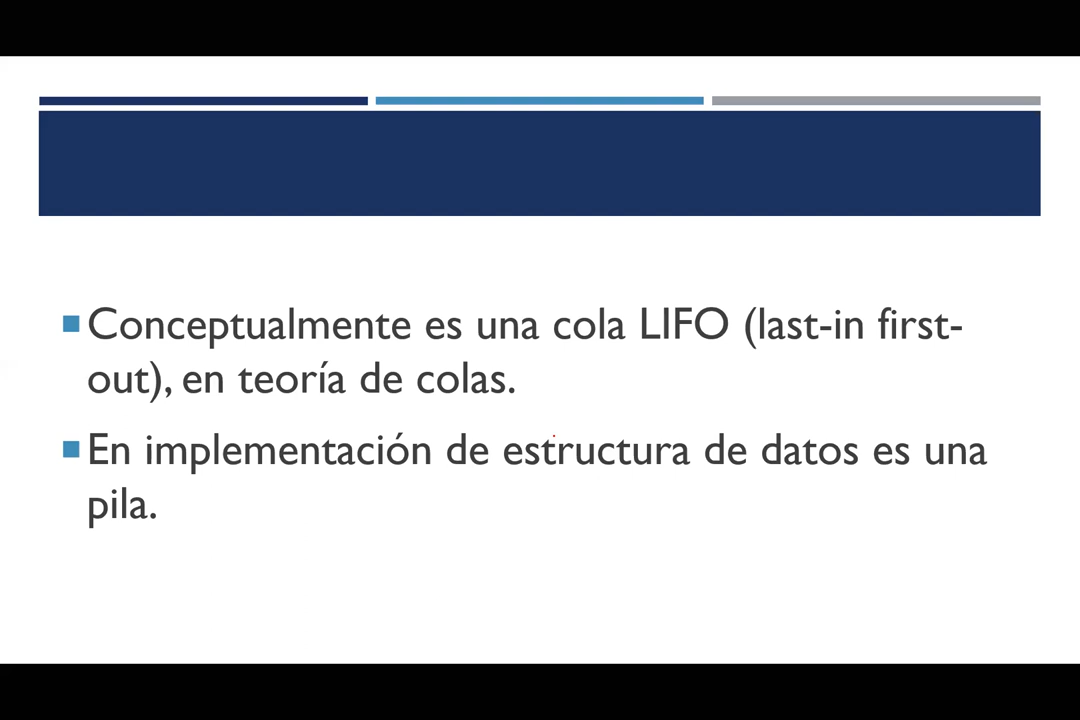 Conceptualmente es una cola LIFO (last-in first-
out), en teoría de colas.
En implementación de estructura de datos es una
pila.